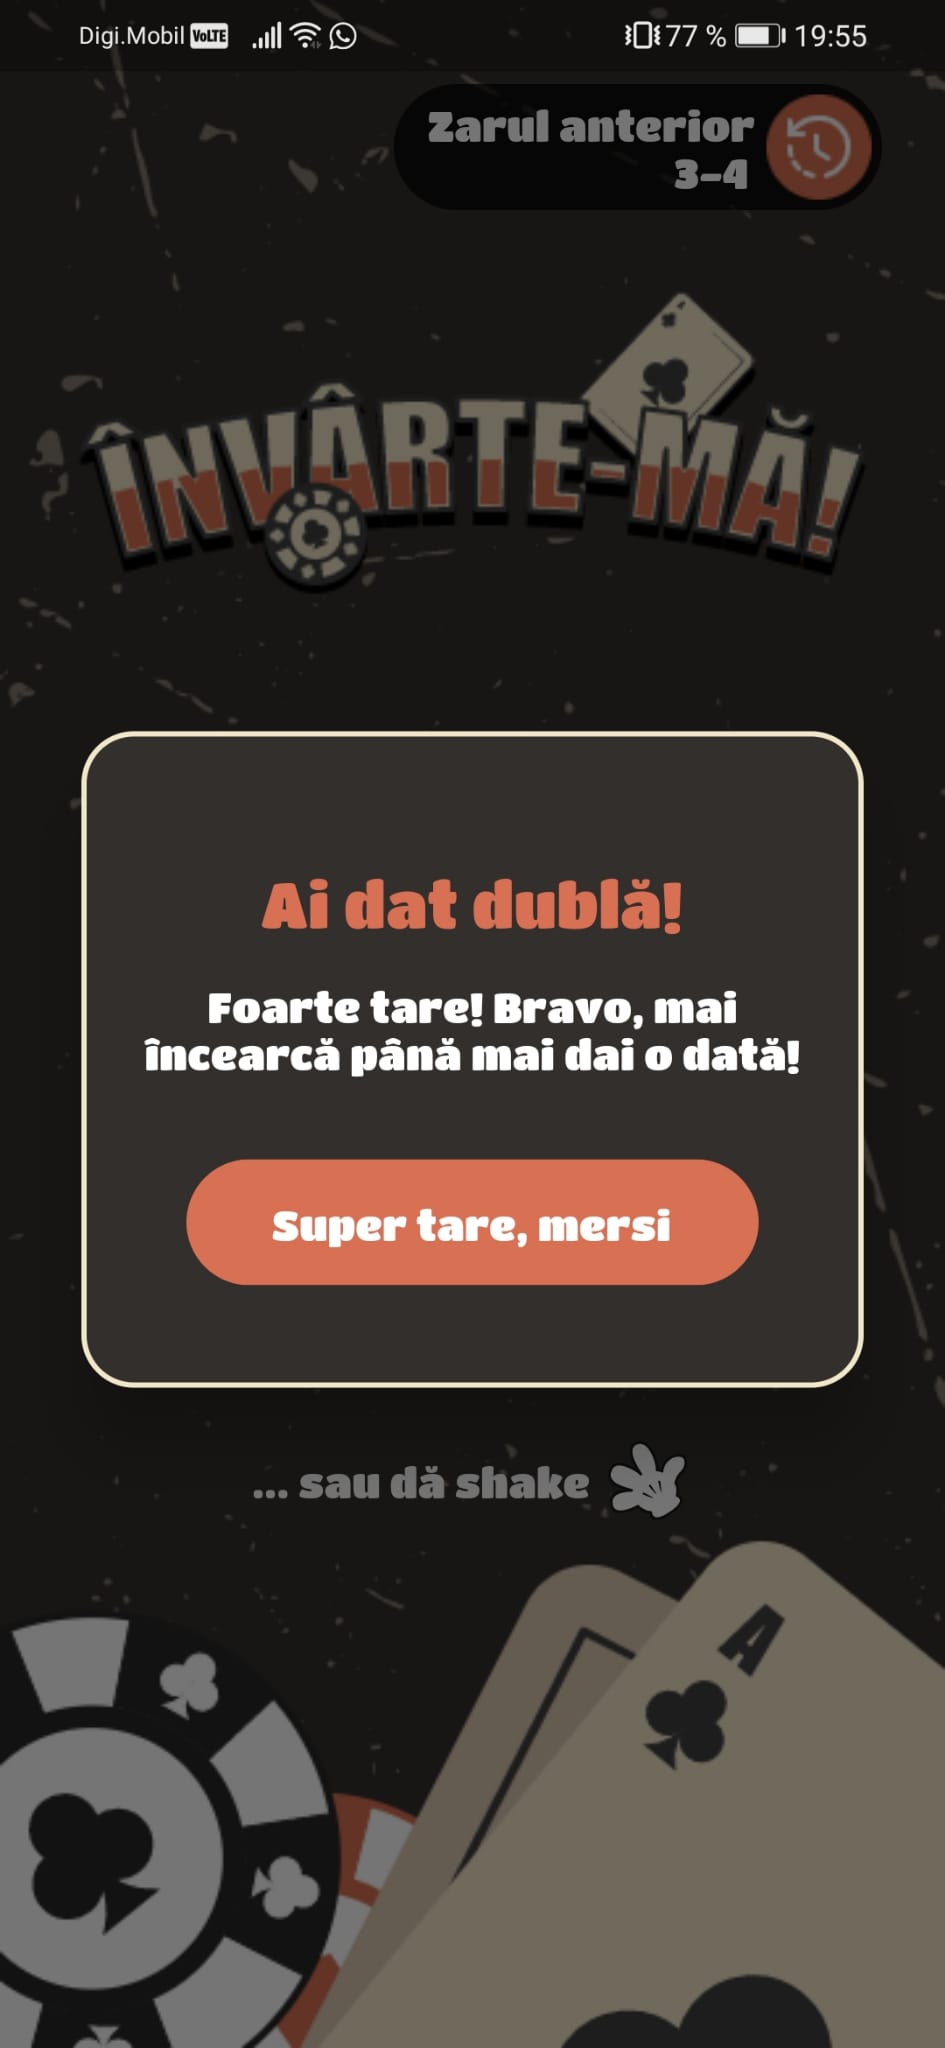 Digi.Mobil VoLTE 77 % 19:55
Zarul anterior
3-4
ÎNVÂRTE-MĂ!
Ai dat dublă!
Foarte tare! Bravo, mai
încearcă până mai dai o dată!
Super tare, mersi
... sau dă shake
A